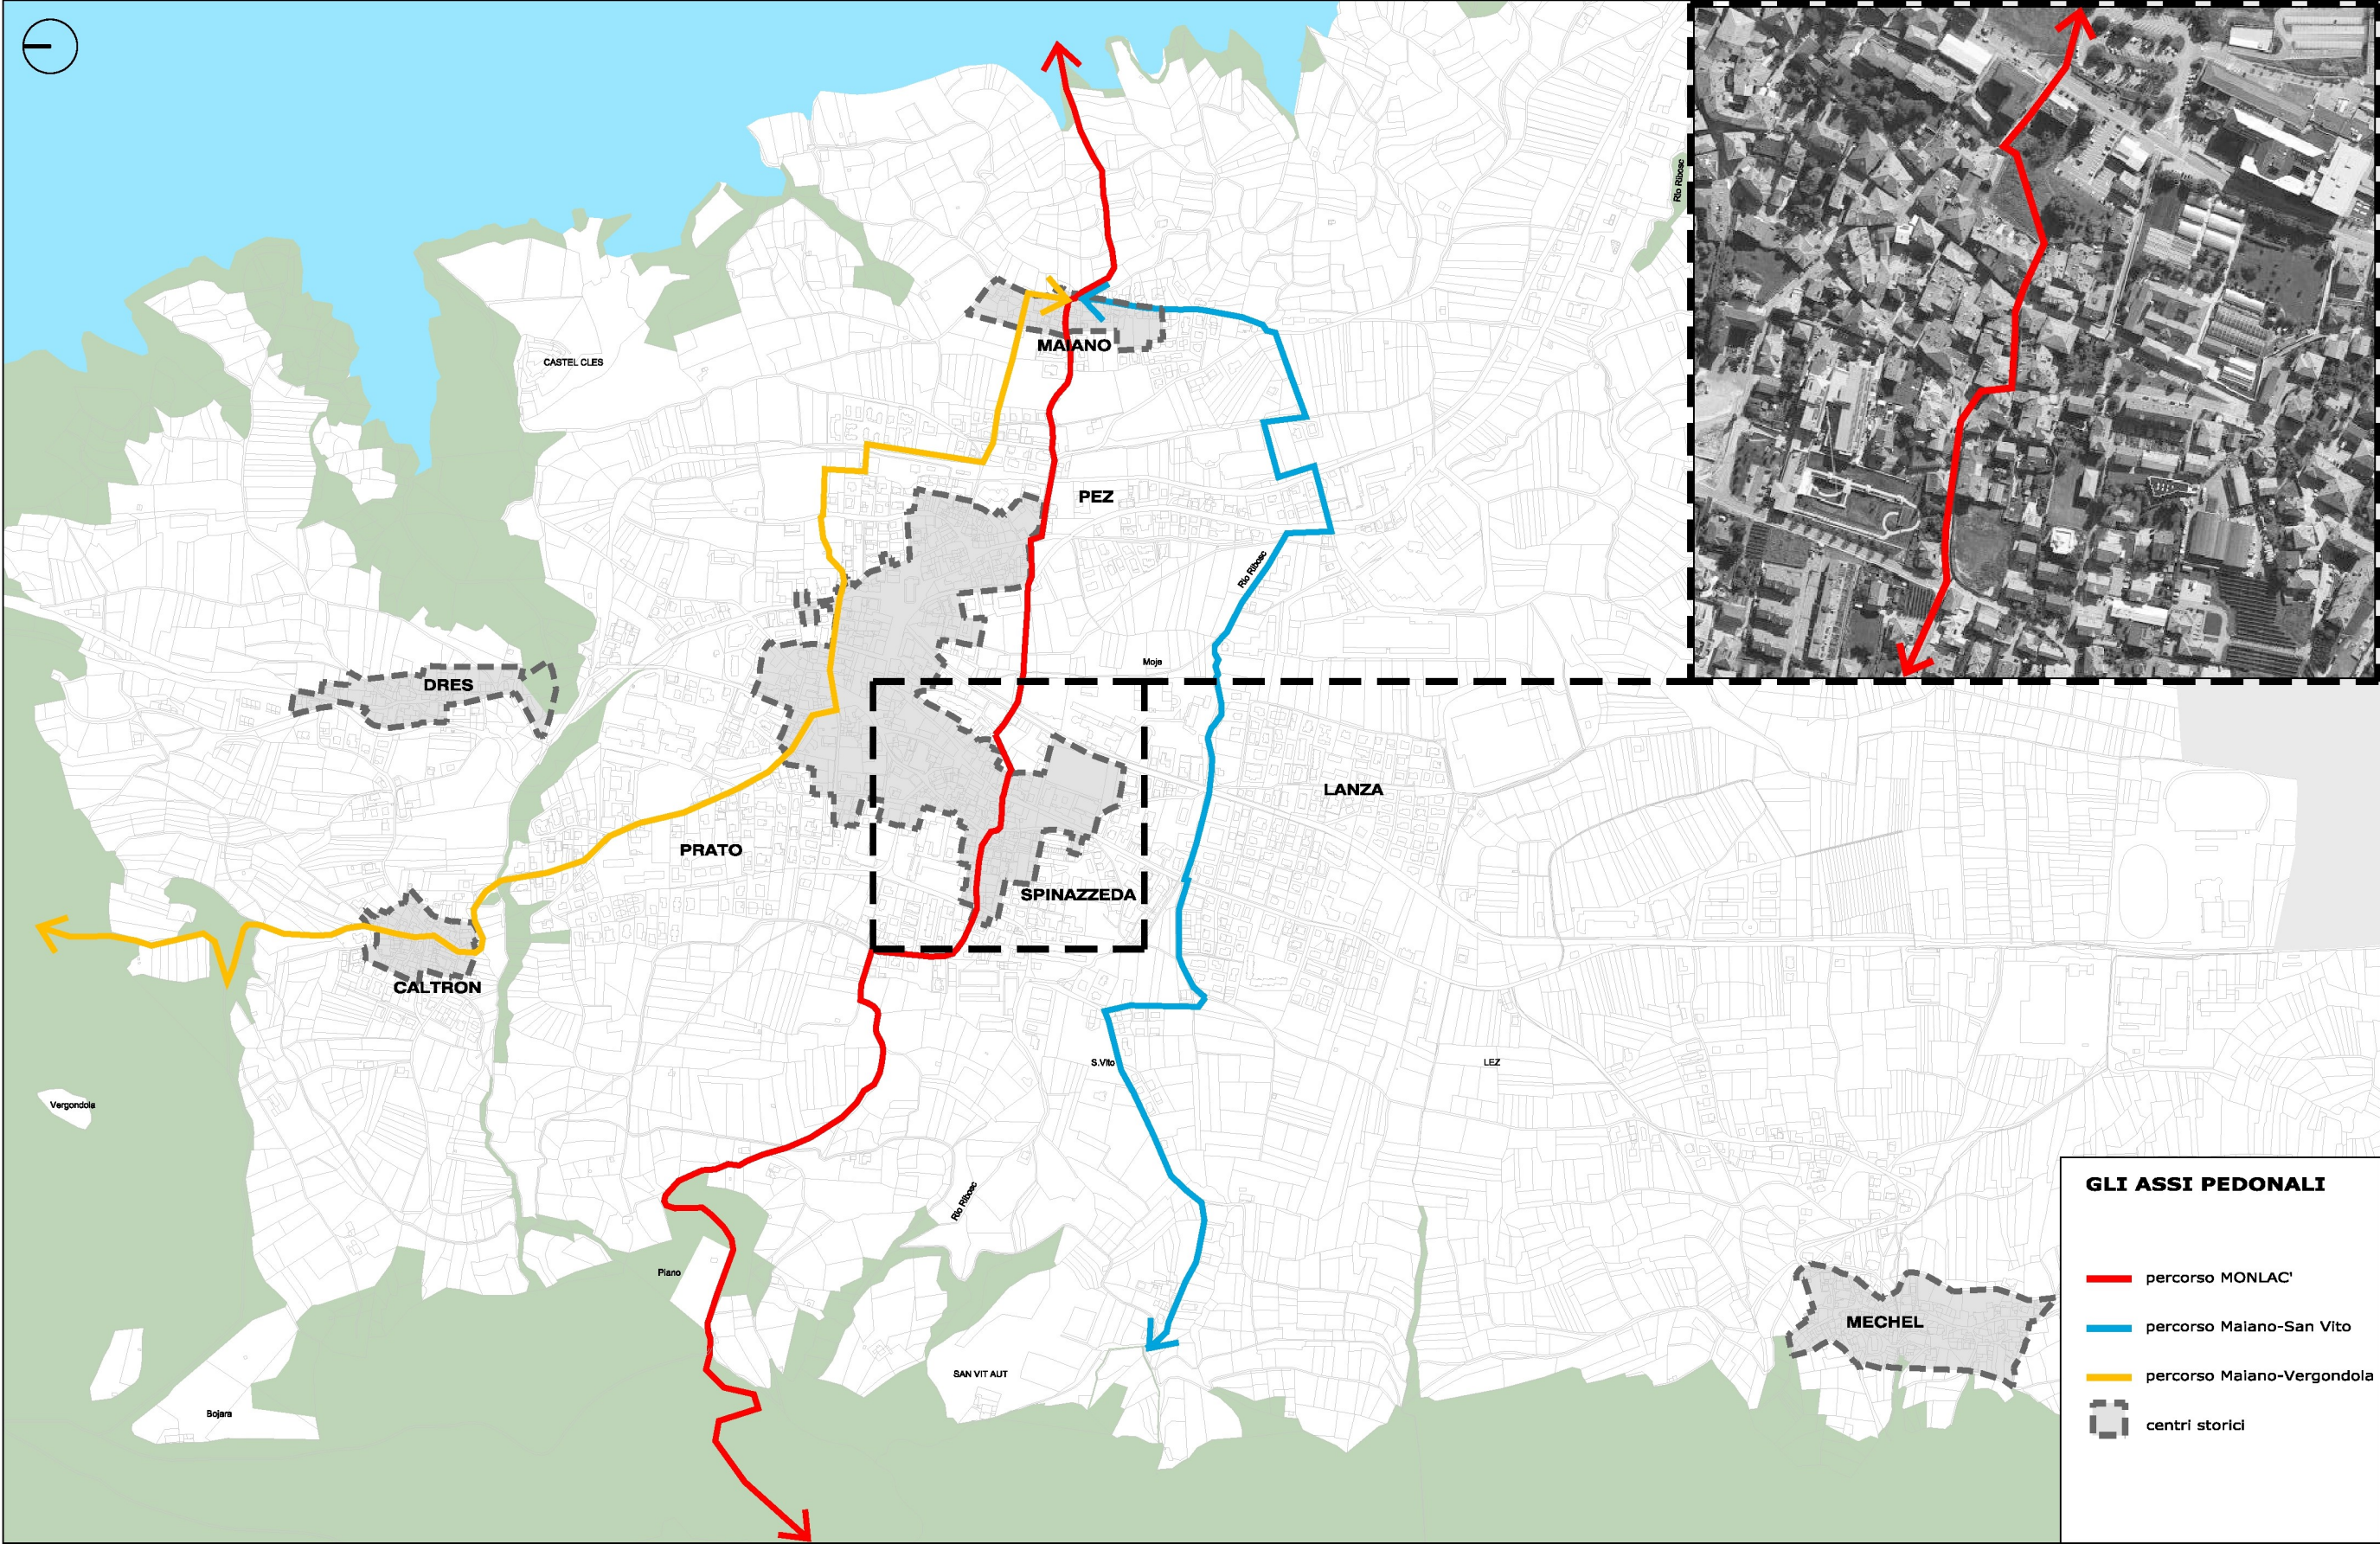 Rio Ribosc
MAIANO
CASTEL CLES
PEZ
Rio Ribosc
Moja
DRES
LANZA
PRATO
SPINAZZEDA
CALTRON
S.Vito
LEZ
Vergondola
Rio Ribosc
Piano
MECHEL
SAN VIT AUT
Bojara
GLI ASSI PEDONALI
percorso MONLAC'
percorso Maiano-San Vito
percorso Maiano-Vergondola
centri storici